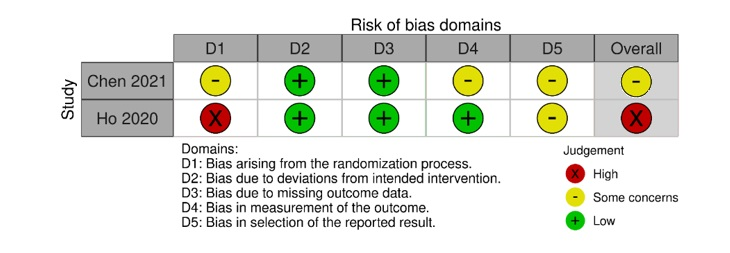 Risk of bias domains
D1 D2 D3 D4 D5 Overall
Study
Chen 2021 - + + - - -
Ho 2020 X + + + - X
Domains:
D1: Bias arising from the randomization process.
D2: Bias due to deviations from intended intervention.
D3: Bias due to missing outcome data.
D4: Bias in measurement of the outcome.
D5: Bias in selection of the reported result.
Judgement
X High
- Some concerns
+ Low